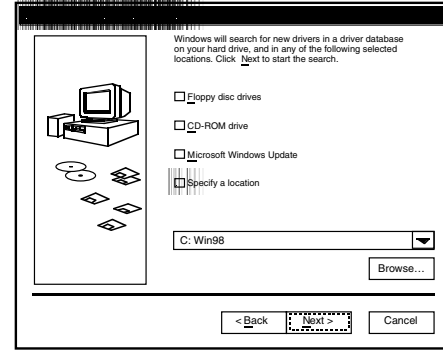 Windows will search for new drivers in a driver database
on your hard drive, and in any of the following selected
locations. Click Next to start the search.
Floppy disc drives
CD-ROM drive
Microsoft Windows Update
Specify a location
C: Win98
Browse...
< Back
Next >
Cancel